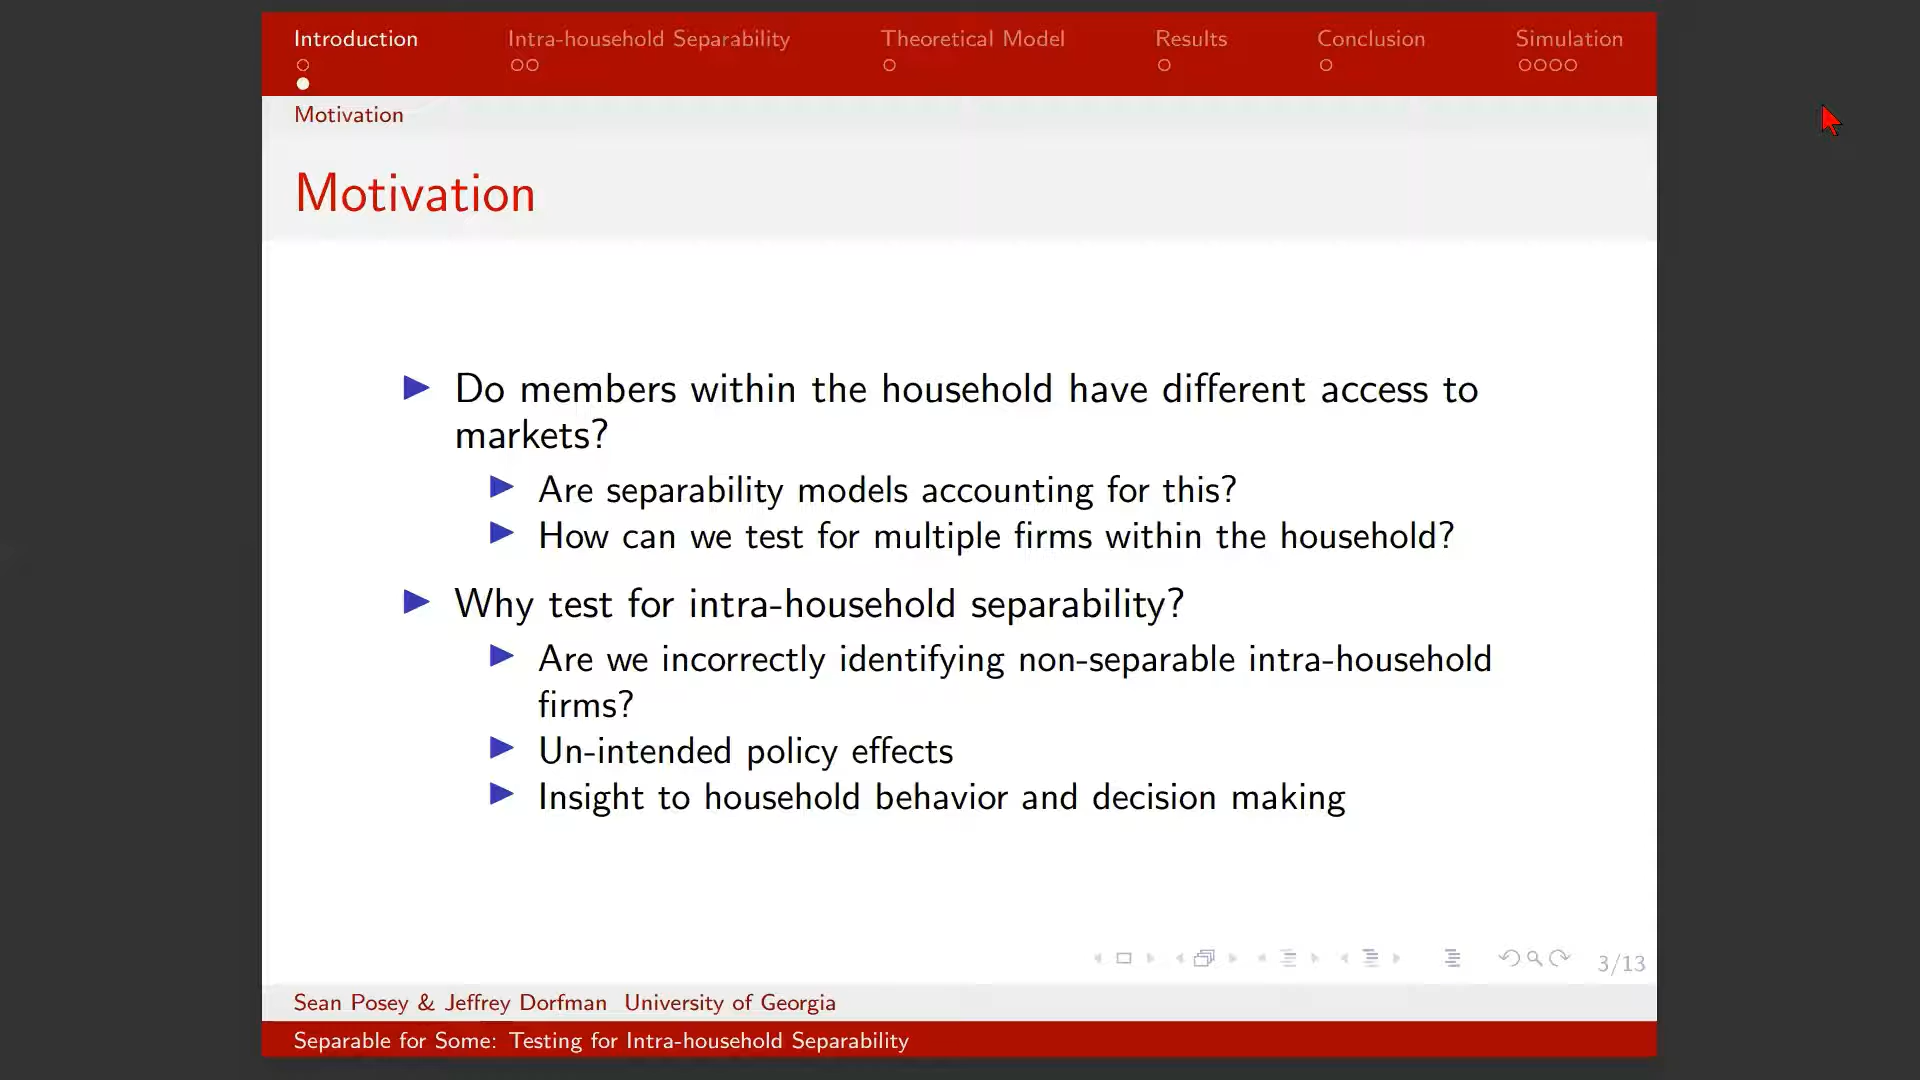 Introduction Intra-household Separability Theoretical Model Results Conclusion Simulation
Motivation
Motivation
Do members within the household have different access to
markets?
Are separability models accounting for this?
How can we test for multiple firms within the household?
Why test for intra-household separability?
Are we incorrectly identifying non-separable intra-household
firms?
Un-intended policy effects
Insight to household behavior and decision making
3/13
Sean Posey & Jeffrey Dorfman University of Georgia
Separable for Some: Testing for Intra-household Separability